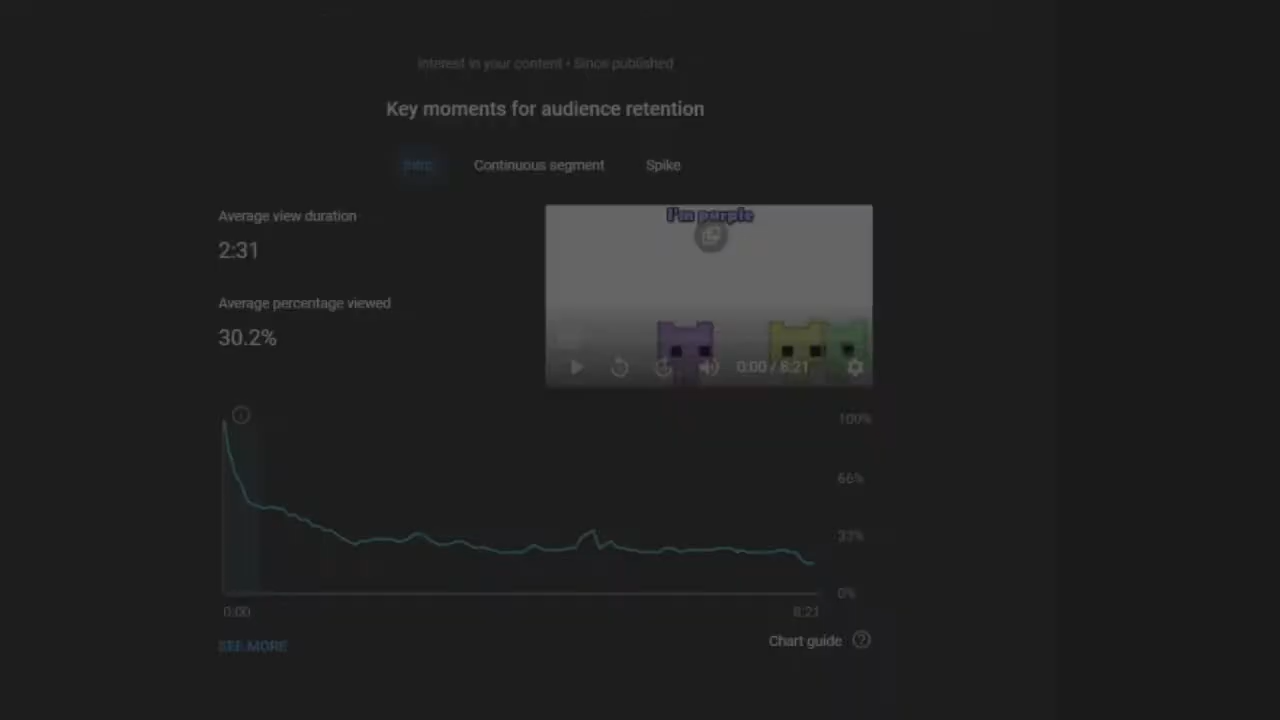 Interest in your content • Since published
Key moments for audience retention
Intro
Continuous segment
Spike
Average view duration
2:31
Average percentage viewed
30.2%
I'm purple
0:00 / 8:21
100%
66%
33%
0%
0:00
8:21
SEE MORE
Chart guide